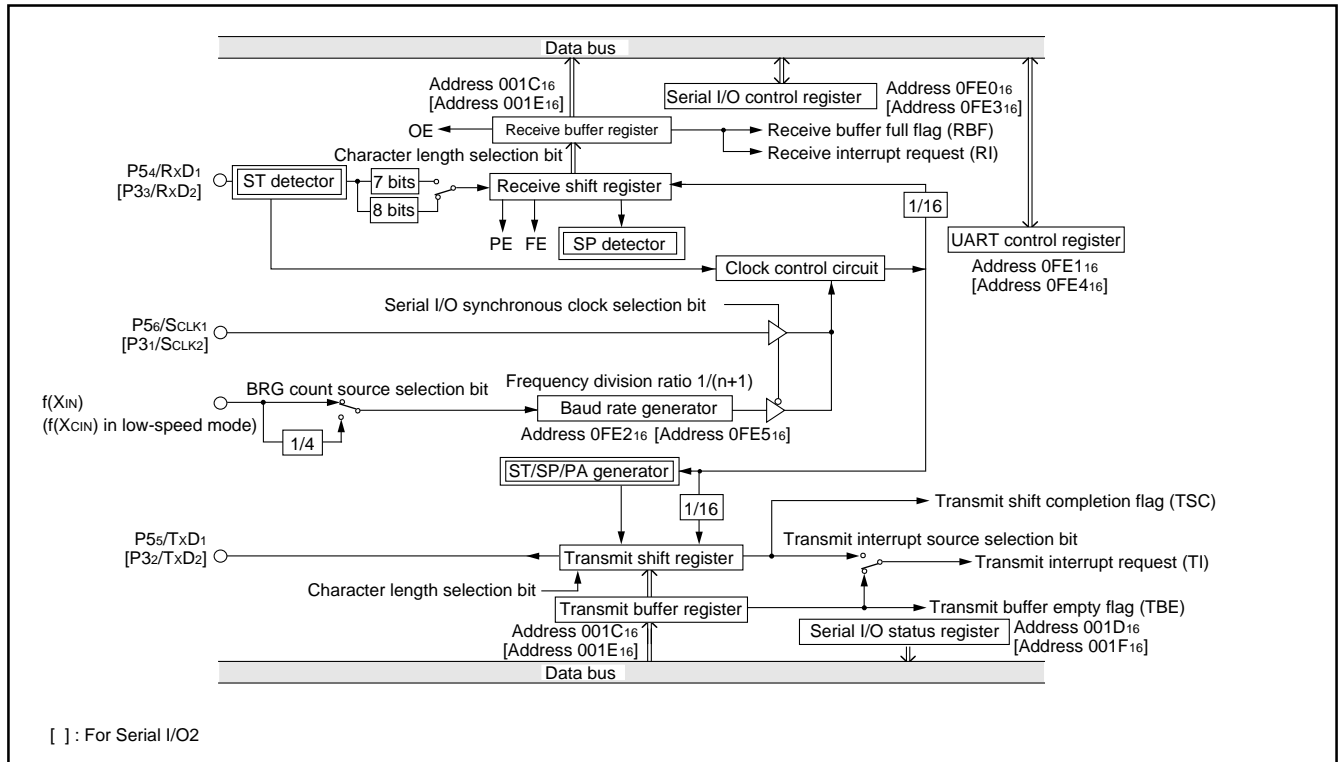 Data bus
Address 001C16
[Address 001E16]
Serial I/O control register
Address 0FE016
[Address 0FE316]
OE
Receive buffer register
Receive buffer full flag (RBF)
Receive interrupt request (RI)
Character length selection bit
P54/RxD1
[P33/RxD2]
ST detector
7 bits
8 bits
Receive shift register
1/16
PE FE
SP detector
UART control register
Address 0FE116
[Address 0FE416]
Clock control circuit
Serial I/O synchronous clock selection bit
P56/SCLK1
[P31/SCLK2]
BRG count source selection bit
Frequency division ratio 1/(n+1)
f(XIN)
(f(XCIN) in low-speed mode)
1/4
Baud rate generator
Address 0FE216 [Address 0FE516]
ST/SP/PA generator
1/16
Transmit shift completion flag (TSC)
P55/TxD1
[P32/TxD2]
Transmit shift register
Transmit interrupt source selection bit
Transmit interrupt request (TI)
Character length selection bit
Transmit buffer register
Transmit buffer empty flag (TBE)
Address 001C16
[Address 001E16]
Serial I/O status register
Address 001D16
[Address 001F16]
Data bus
[ ] : For Serial I/O2